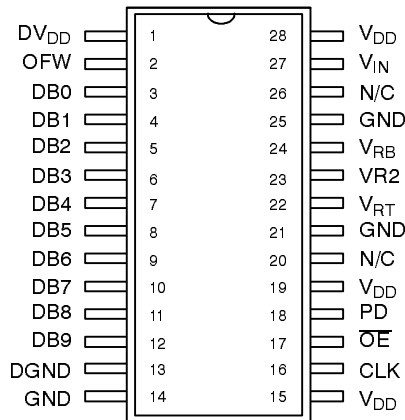 DVDD 1 28 VDD
OFW 2 27 VIN
DB0 3 26 N/C
DB1 4 25 GND
DB2 5 24 VRB
DB3 6 23 VR2
DB4 7 22 VRT
DB5 8 21 GND
DB6 9 20 N/C
DB7 10 19 VDD
DB8 11 18 PD
DB9 12 17 O̅E̅
DGND 13 16 CLK
GND 14 15 VDD